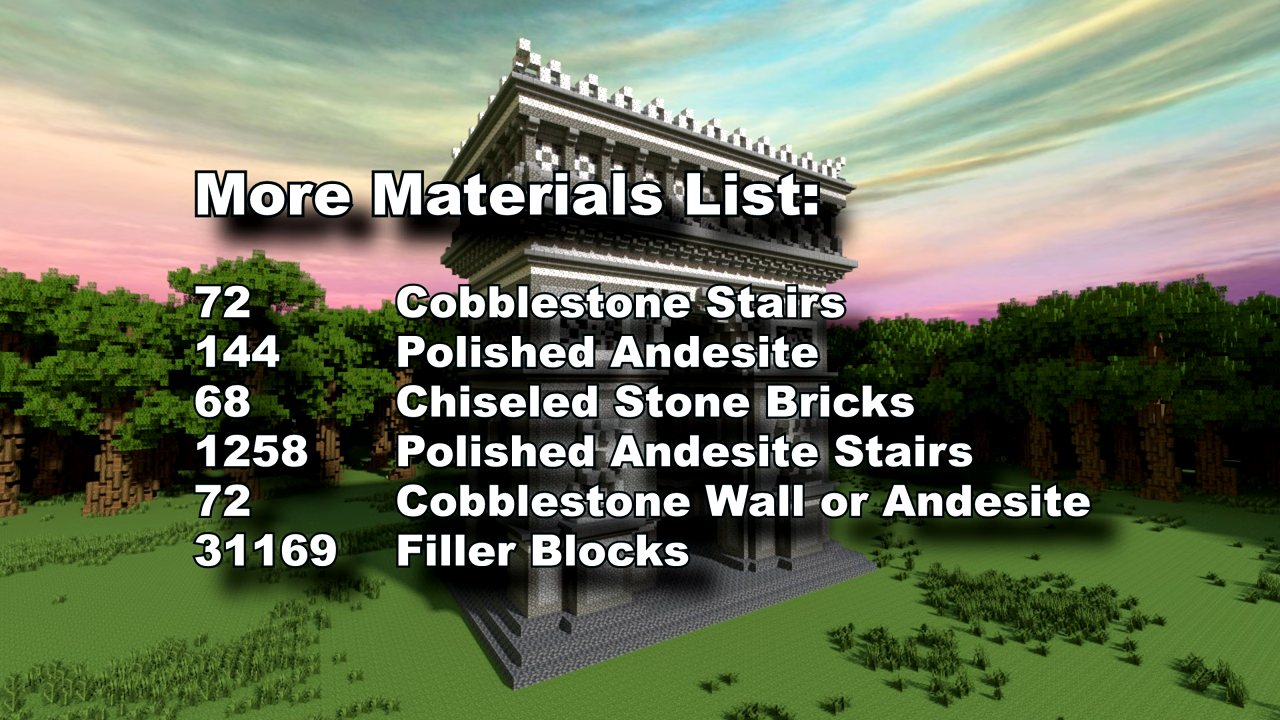 More Materials List:
72 Cobblestone Stairs
144 Polished Andesite
68 Chiseled Stone Bricks
1258 Polished Andesite Stairs
72 Cobblestone Wall or Andesite
31169 Filler Blocks